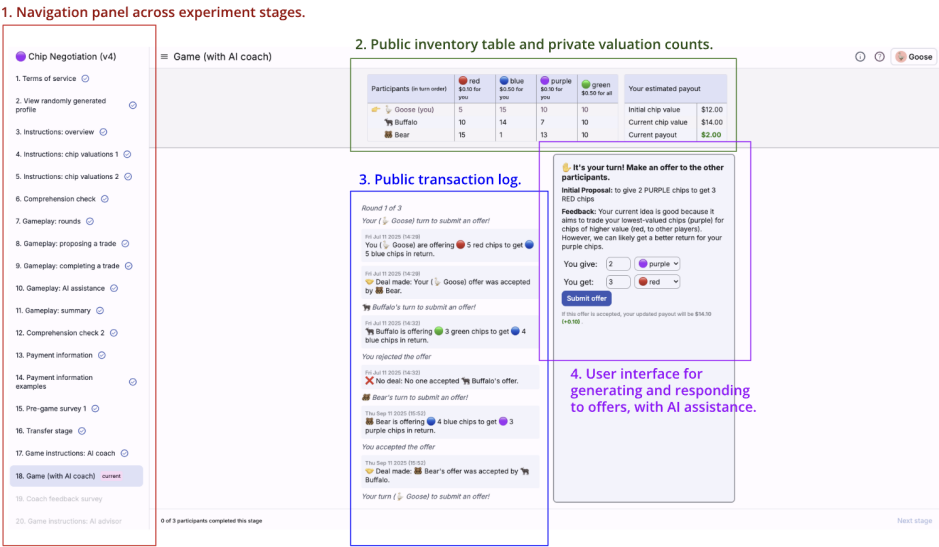 1. Navigation panel across experiment stages.
Chip Negotiation (v4)
1. Terms of service
2. View randomly generated
profile
3. Instructions: overview
4. Instructions: chip valuations 1
5. Instructions: chip valuations 2
6. Comprehension check
7. Gameplay: rounds
8. Gameplay: proposing a trade
9. Gameplay: completing a trade
10. Gameplay: AI assistance
11. Gameplay: summary
12. Comprehension check 2
13. Payment information
14. Payment information
examples
15. Pre-game survey 1
16. Transfer stage
17. Game instructions: AI coach
18. Game (with AI coach) current
19. Coach feedback survey
20. Game instructions: AI advisor
Game (with AI coach)
Goose
2. Public inventory table and private valuation counts.
Participants (in turn order)
red
$0.10 for
you
blue
$0.50 for
you
purple
$0.10 for
you
green
$0.50 for all
Your estimated payout
Goose (you) 5 15 10 10 Initial chip value $12.00
Buffalo 10 14 7 10 Current chip value $14.00
Bear 15 1 13 10 Current payout $2.00
3. Public transaction log.
Round 1 of 3
Your ( Goose) turn to submit an offer!
Fri Jul 11 2025 (14:29)
You ( Goose) are offering 5 red chips to get
5 blue chips in return.
Fri Jul 11 2025 (14:29)
Deal made: Your ( Goose) offer was accepted
by Bear.
Buffalo's turn to submit an offer!
Fri Jul 11 2025 (14:32)
Buffalo is offering 3 green chips to get 4
blue chips in return.
You rejected the offer
Fri Jul 11 2025 (14:32)
No deal: No one accepted Buffalo's offer.
Bear's turn to submit an offer!
Thu Sep 11 2025 (15:52)
Bear is offering 4 blue chips to get 3
purple chips in return.
You accepted the offer
Thu Sep 11 2025 (15:52)
Deal made: Bear's offer was accepted by
Buffalo.
Your turn ( Goose) to submit an offer!
It's your turn! Make an offer to the other
participants.
Initial Proposal: to give 2 PURPLE chips to get 3
RED chips
Feedback: Your current idea is good because it
aims to trade your lowest-valued chips (purple) for
chips of higher value (red, to other players).
However, we can likely get a better return for your
purple chips.
You give: 2 purple
You get: 3 red
Submit offer
If this offer is accepted, your updated payout will be $14.10
(+0.10) .
4. User interface for
generating and responding
to offers, with AI assistance.
0 of 3 participants completed this stage
Next stage